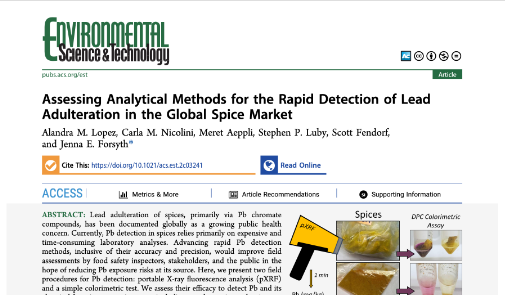 ENVIRONMENTAL
Science & Technology
pubs.acs.org/est
Article
Assessing Analytical Methods for the Rapid Detection of Lead
Adulteration in the Global Spice Market
Alandra M. Lopez, Carla M. Nicolini, Meret Aeppli, Stephen P. Luby, Scott Fendorf,
and Jenna E. Forsyth*
Cite This: https://doi.org/10.1021/acs.est.2c03241
Read Online
ACCESS
Metrics & More
Article Recommendations
Supporting Information
ABSTRACT: Lead adulteration of spices, primarily via Pb chromate
compounds, has been documented globally as a growing public health
concern. Currently, Pb detection in spices relies primarily on expensive and
time-consuming laboratory analyses. Advancing rapid Pb detection
methods, inclusive of their accuracy and precision, would improve field
assessments by food safety inspectors, stakeholders, and the public in the
hope of reducing Pb exposure risks at its source. Here, we present two field
procedures for Pb detection: portable X-ray fluorescence analysis (pXRF)
and a simple colorimetric test. We assess their efficacy to detect Pb and its
pXRF
Spices
DPC Colorimetric
Assay
2 min